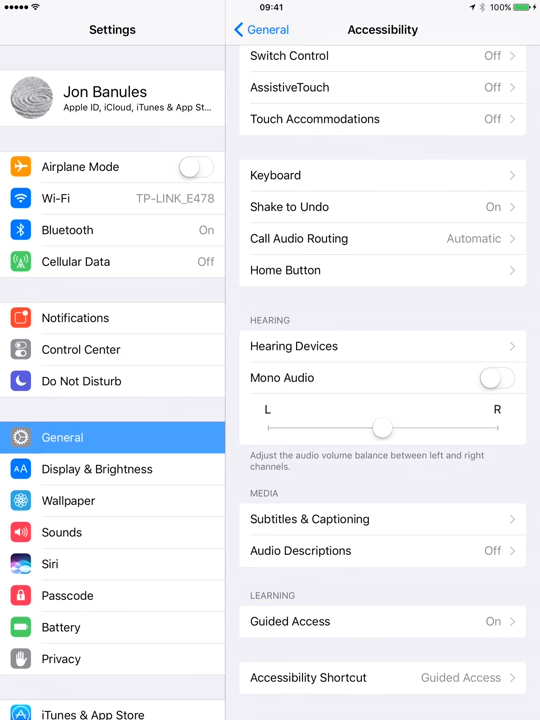 09:41
100%
Settings
General
Accessibility
Jon Banules
Apple ID, iCloud, iTunes & App St...
Airplane Mode
Wi-Fi TP-LINK_E478
Bluetooth On
Cellular Data Off
Notifications
Control Center
Do Not Disturb
General
AA Display & Brightness
Wallpaper
Sounds
Siri
Passcode
Battery
Privacy
iTunes & App Store
Switch Control Off
AssistiveTouch Off
Touch Accommodations Off
Keyboard
Shake to Undo On
Call Audio Routing Automatic
Home Button
HEARING
Hearing Devices
Mono Audio
L R
Adjust the audio volume balance between left and right
channels.
MEDIA
Subtitles & Captioning
Audio Descriptions Off
LEARNING
Guided Access On
Accessibility Shortcut Guided Access